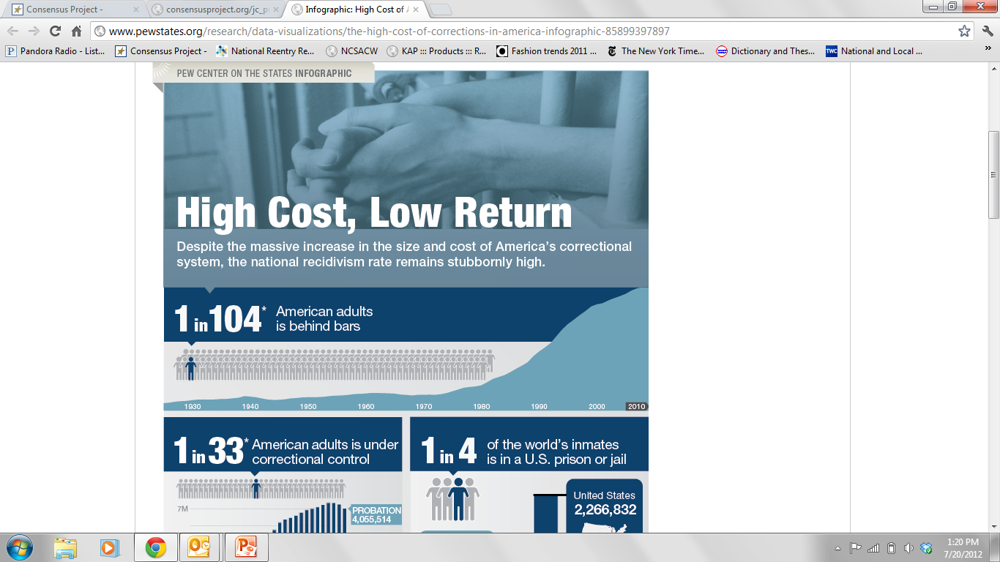 Consensus Project -
consensusproject.org/jc_p
Infographic: High Cost of A
www.pewstates.org/research/data-visualizations/the-high-cost-of-corrections-in-america-infographic-85899397897
Pandora Radio - List...
Consensus Project -
National Reentry Re...
NCSACW
KAP ::: Products ::: R...
Fashion trends 2011 ...
The New York Time...
Dictionary and Thes...
TWC National and Local ...
»
PEW CENTER ON THE STATES INFOGRAPHIC
High Cost, Low Return
Despite the massive increase in the size and cost of America's correctional
system, the national recidivism rate remains stubbornly high.
1 in 104* American adults
is behind bars
1930 1940 1950 1960 1970 1980 1990 2000 2010
1 in 33* American adults is under
correctional control
7M
PROBATION
4,055,514
1 in 4 of the world's inmates
is in a U.S. prison or jail
United States
2,266,832
1:20 PM
7/20/2012